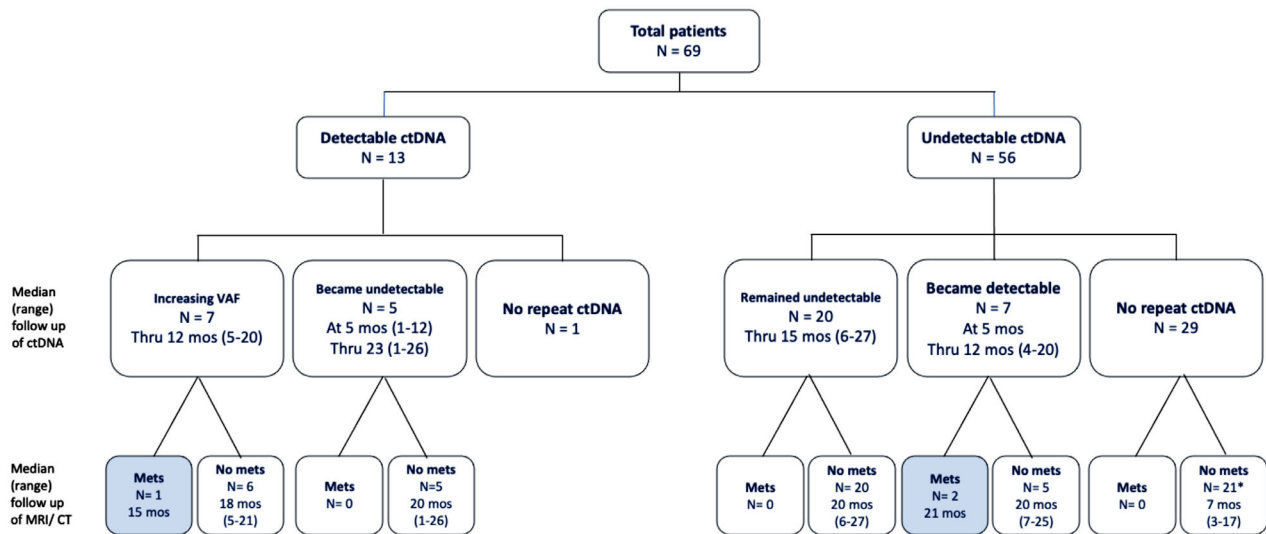 Total patients
N = 69
Detectable ctDNA
N = 13
Undetectable ctDNA
N = 56
Median
(range)
follow up
of ctDNA
Increasing VAF
N = 7
Thru 12 mos (5-20)
Became undetectable
N = 5
At 5 mos (1-12)
Thru 23 (1-26)
No repeat ctDNA
N = 1
Remained undetectable
N = 20
Thru 15 mos (6-27)
Became detectable
N = 7
At 5 mos
Thru 12 mos (4-20)
No repeat ctDNA
N = 29
Median
(range)
follow up
of MRI/ CT
Mets
N= 1
15 mos
No mets
N= 6
18 mos
(5-21)
Mets
N= 0
No mets
N=5
20 mos
(1-26)
Mets
N= 0
No mets
N= 20
20 mos
(6-27)
Mets
N= 2
21 mos
No mets
N= 5
20 mos
(7-25)
Mets
N= 0
No mets
N= 21*
7 mos
(3-17)